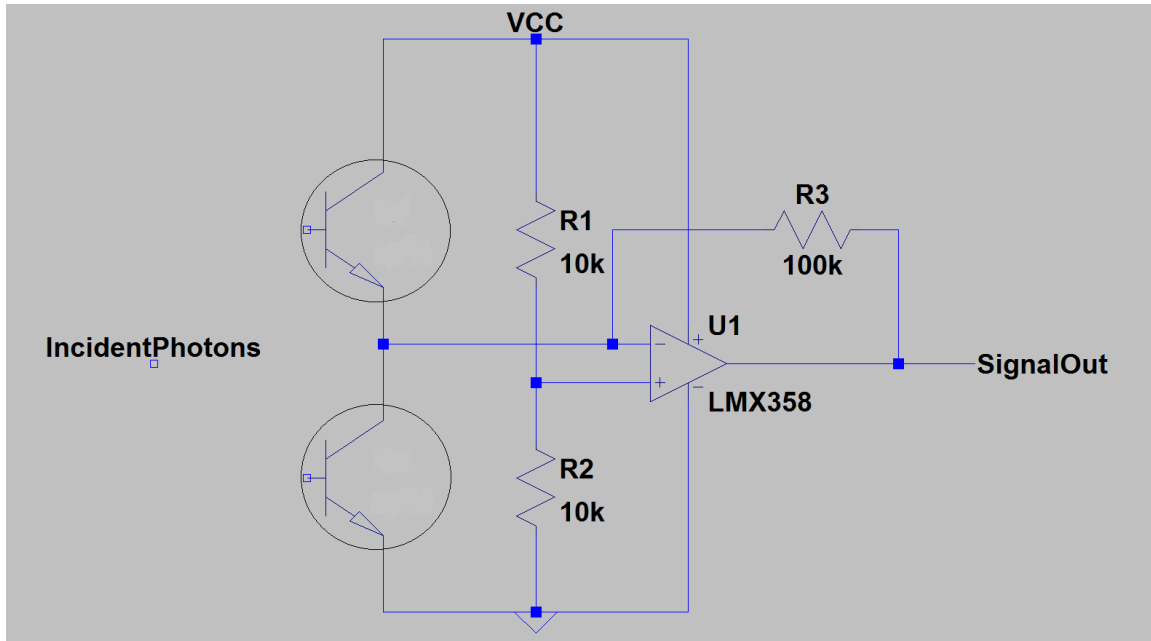 VCC
R3
100k
R1
10k
U1
IncidentPhotons
SignalOut
LMX358
R2
10k